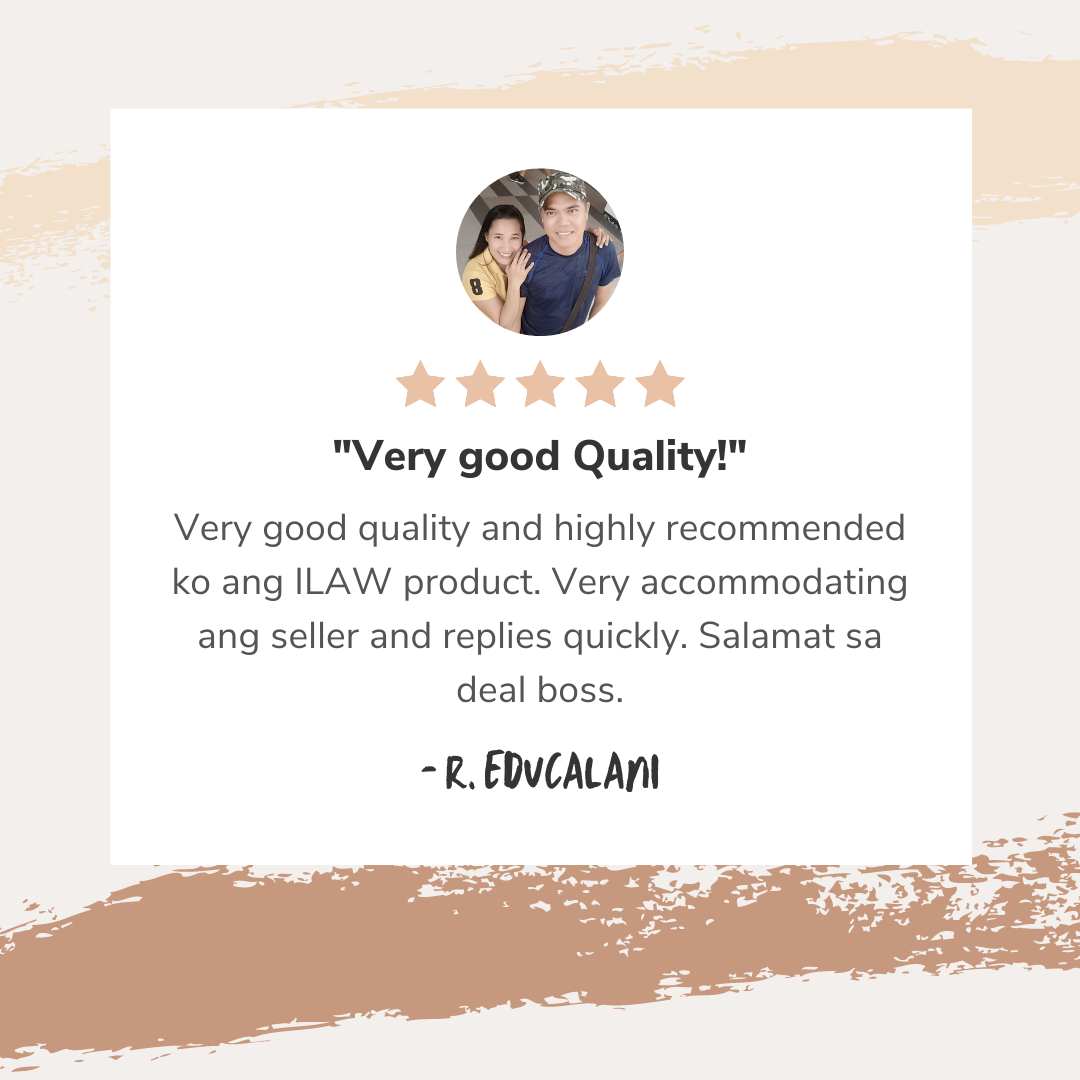 8
"Very good Quality!"
Very good quality and highly recommended
ko ang ILAW product. Very accommodating
ang seller and replies quickly. Salamat sa
deal boss.
- R. EDUCALANI